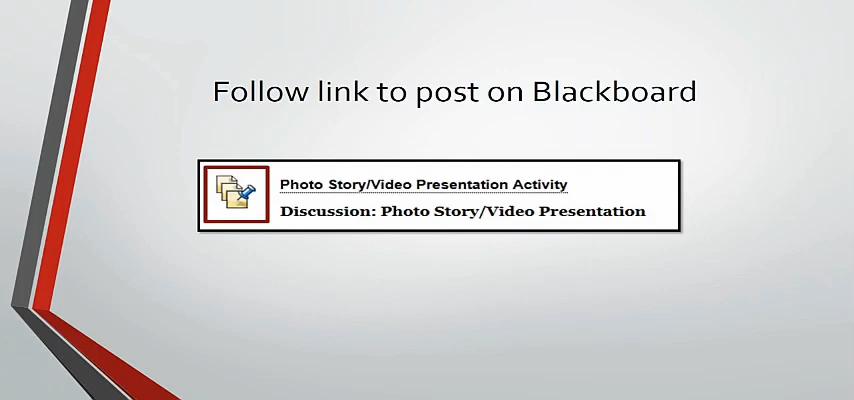 Follow link to post on Blackboard
Photo Story/Video Presentation Activity
Discussion: Photo Story/Video Presentation